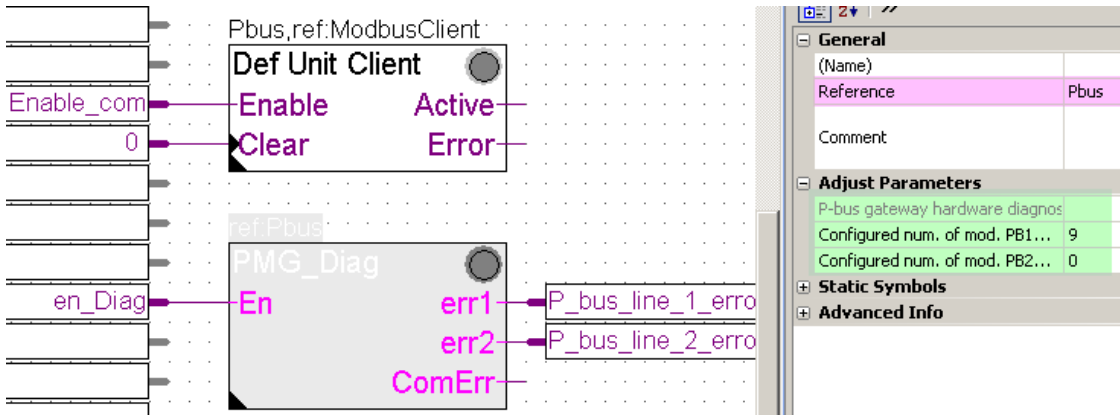 Pbus,ref:ModbusClient
Def Unit Client
Enable_com
Enable
Active
0
Clear
Error
ref:Pbus
PMG_Diag
en_Diag
En
err1
P_bus_line_1_erro
err2
P_bus_line_2_erro
ComErr
General
(Name)
Reference Pbus
Comment
Adjust Parameters
P-bus gateway hardware diagnos
Configured num. of mod. PB1... 9
Configured num. of mod. PB2... 0
Static Symbols
Advanced Info